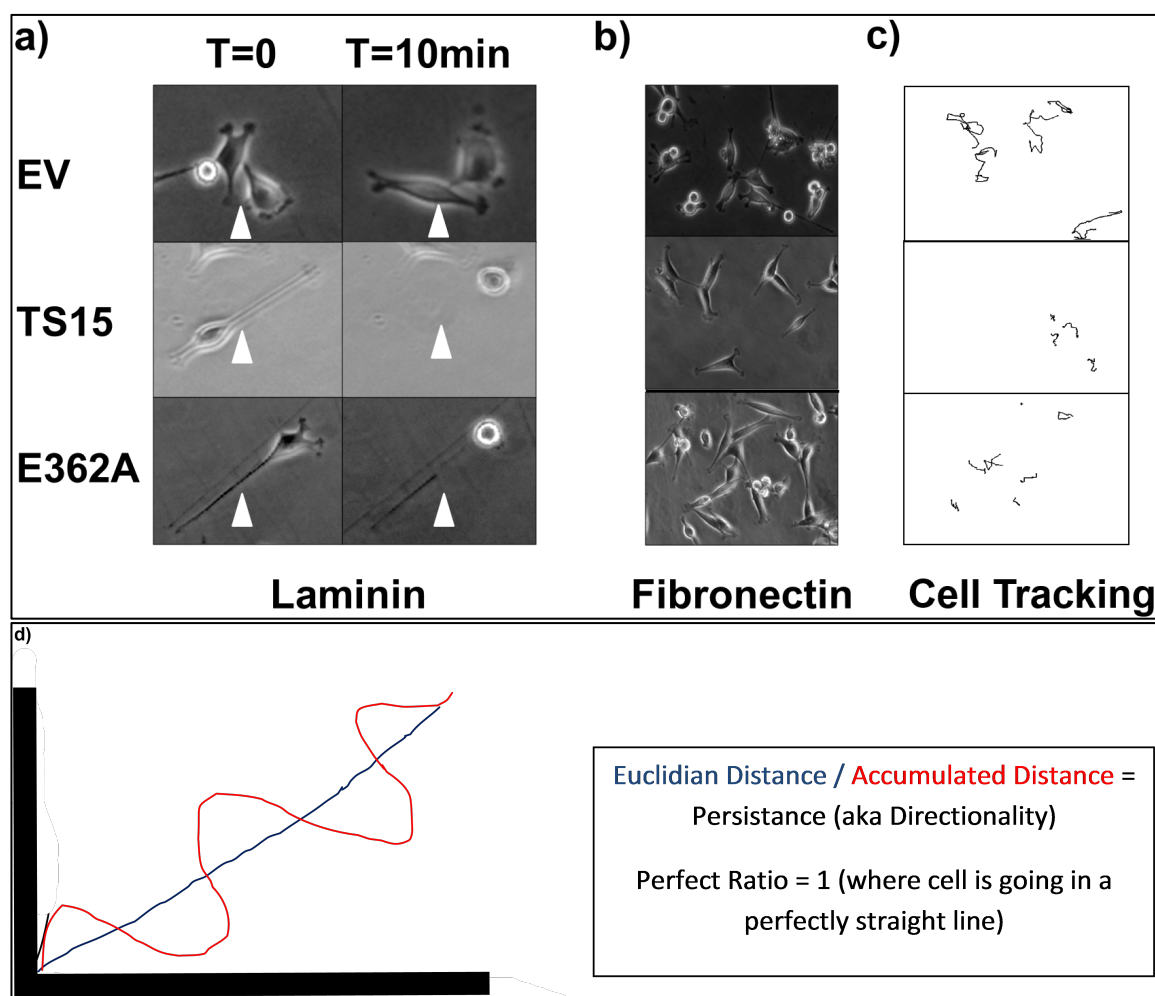 a)
T=0 T=10min
b)
c)
EV
TS15
E362A
Laminin
Fibronectin
Cell Tracking
d)
Euclidian Distance / Accumulated Distance =
Persistance (aka Directionality)
Perfect Ratio = 1 (where cell is going in a
perfectly straight line)